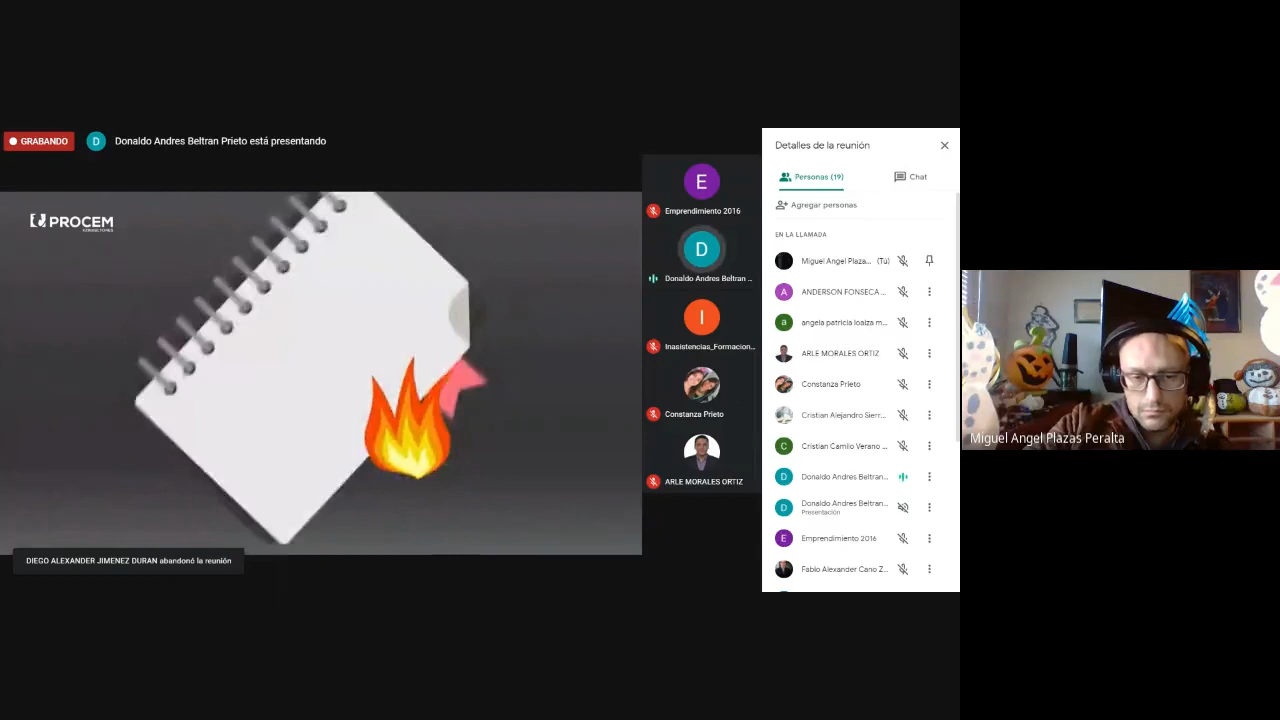 GRABANDO
D
Donaldo Andres Beltran Prieto está presentando
PROCEM
DIEGO ALEXANDER JIMENEZ DURAN abandonó la reunión
E
Emprendimiento 2016
D
Donaldo Andres Beltran ...
I
Inasistencias_Formacion...
Constanza Prieto
ARLE MORALES ORTIZ
Detalles de la reunión
Personas (19)
Chat
Agregar personas
EN LA LLAMADA
Miguel Angel Plaza... (Tú)
A
ANDERSON FONSECA ...
a
angela patricia loaiza m...
ARLE MORALES ORTIZ
Constanza Prieto
Cristian Alejandro Sierr...
C
Cristian Camilo Verano ...
D
Donaldo Andres Beltran...
D
Donaldo Andres Beltran...
Presentación
E
Emprendimiento 2016
Fabio Alexander Cano Z...
Miguel Angel Plazas Peralta